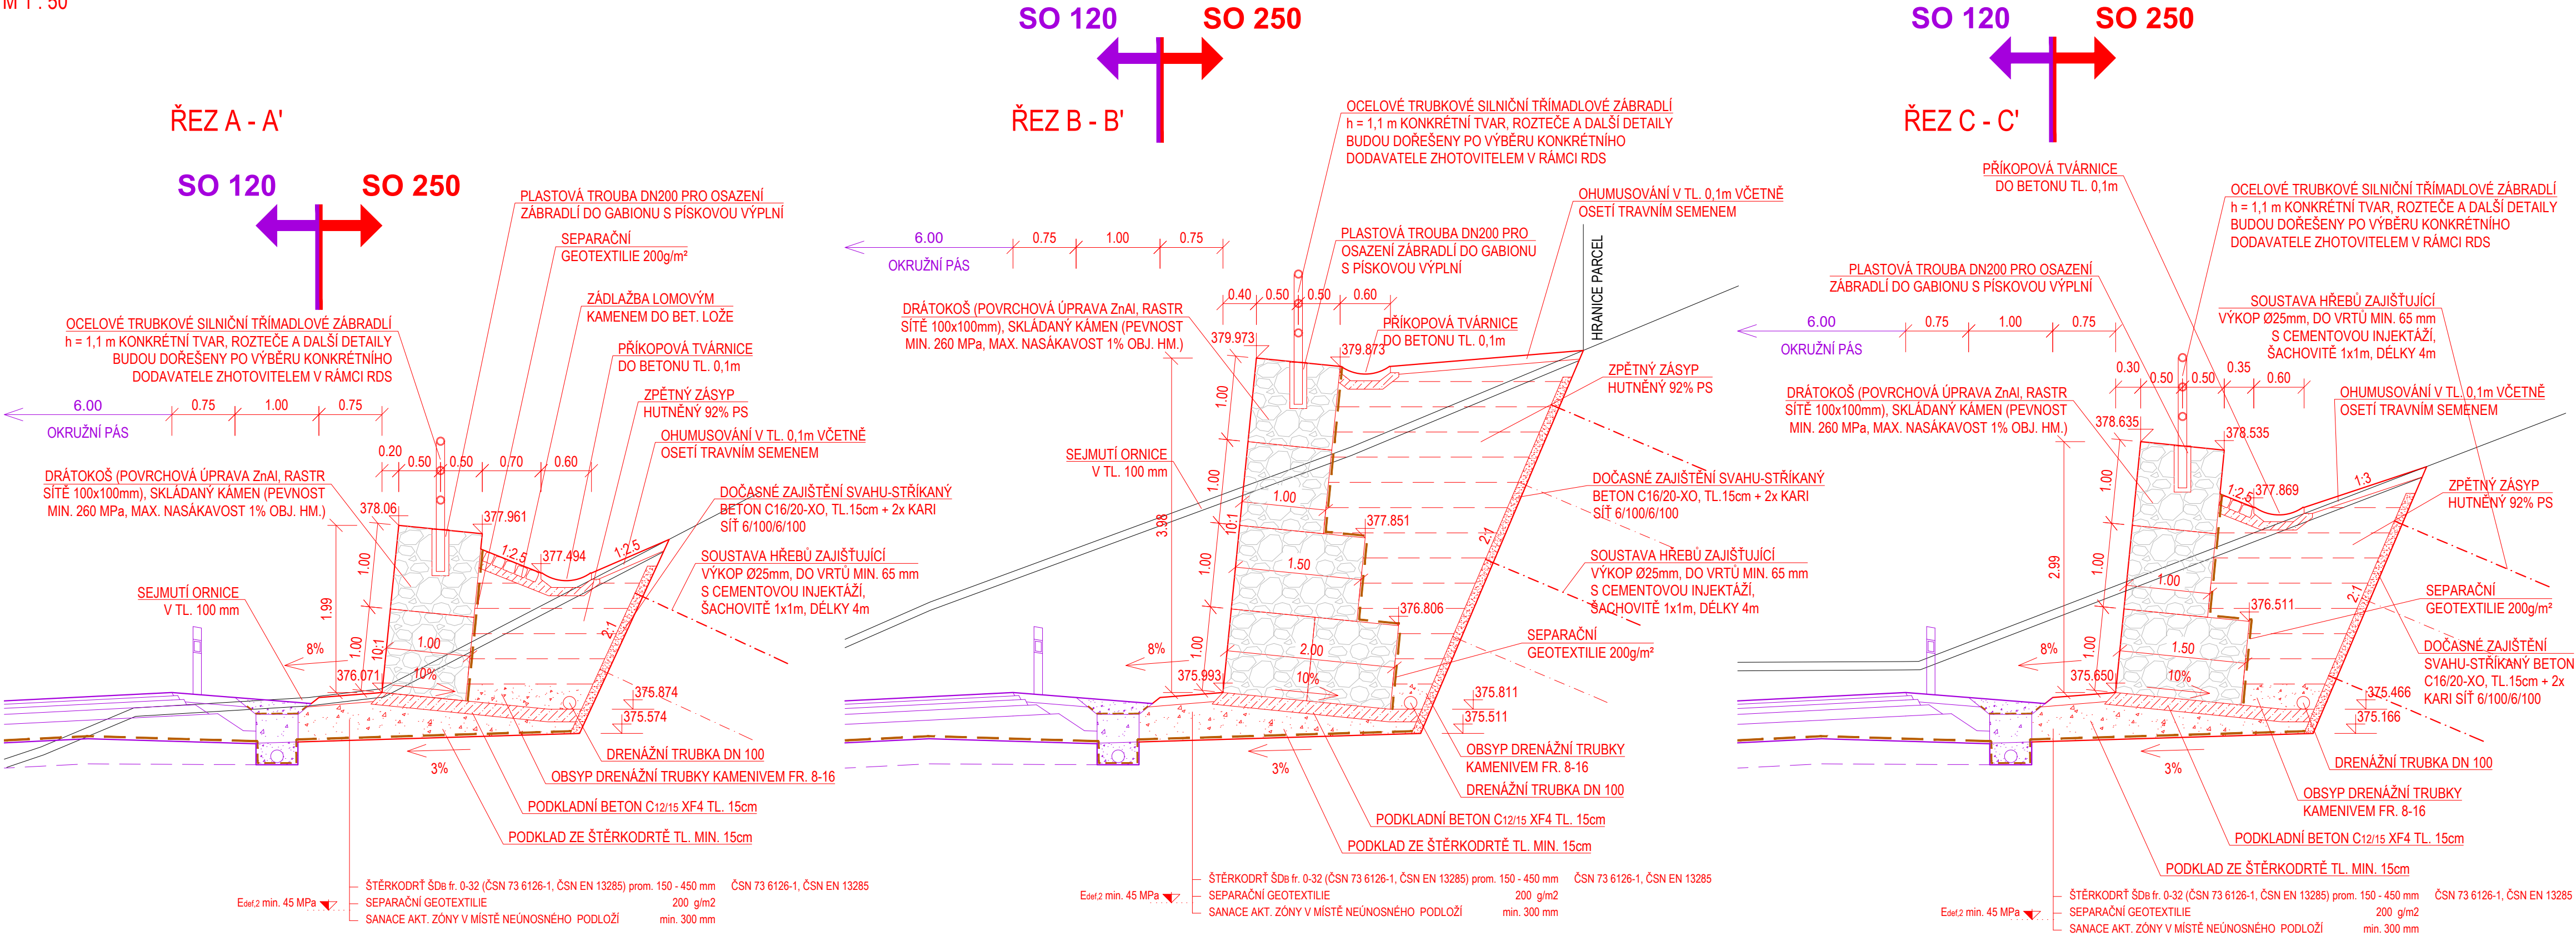 M 1 : 50
ŘEZ A - A'
SO 120
SO 250
PLASTOVÁ TROUBA DN200 PRO OSAZENÍ
ZÁBRADLÍ DO GABIONU S PÍSKOVOU VÝPLNÍ
SEPARAČNÍ
GEOTEXTILIE 200g/m²
ZÁDLAŽBA LOMOVÝM
KAMENEM DO BET. LOŽE
OCELOVÉ TRUBKOVÉ SILNIČNÍ TŘÍMADLOVÉ ZÁBRADLÍ
h = 1,1 m KONKRÉTNÍ TVAR, ROZTEČE A DALŠÍ DETAILY
BUDOU DOŘEŠENY PO VÝBĚRU KONKRÉTNÍHO
DODAVATELE ZHOTOVITELEM V RÁMCI RDS
PŘÍKOPOVÁ TVÁRNICE
DO BETONU TL. 0,1m
ZPĚTNÝ ZÁSYP
HUTNĚNÝ 92% PS
6.00
0.75
1.00
0.75
OKRUŽNÍ PÁS
OHUMUSOVÁNÍ V TL. 0,1m VČETNĚ
OSETÍ TRAVNÍM SEMENEM
0.20
0.50
0.50
0.70
0.60
DRÁTOKOŠ (POVRCHOVÁ ÚPRAVA ZnAl, RASTR
SÍTĚ 100x100mm), SKLÁDANÝ KÁMEN (PEVNOST
MIN. 260 MPa, MAX. NASÁKAVOST 1% OBJ. HM.)
DOČASNÉ ZAJIŠTĚNÍ SVAHU-STŘÍKANÝ
BETON C16/20-XO, TL.15cm + 2x KARI
SÍŤ 6/100/6/100
378.06
377.961
1:2.5
377.494
1:2.5
SOUSTAVA HŘEBŮ ZAJIŠŤUJÍCÍ
VÝKOP Ø25mm, DO VRTŮ MIN. 65 mm
S CEMENTOVOU INJEKTÁŽÍ,
ŠACHOVITĚ 1x1m, DÉLKY 4m
SEJMUTÍ ORNICE
V TL. 100 mm
1.99
1.00
1.00
10:1
1.00
2:1
8%
376.071
10%
375.874
375.574
3%
DRENÁŽNÍ TRUBKA DN 100
OBSYP DRENÁŽNÍ TRUBKY KAMENIVEM FR. 8-16
PODKLADNÍ BETON C12/15 XF4 TL. 15cm
PODKLAD ZE ŠTĚRKODRTĚ TL. MIN. 15cm
ŠTĚRKODRŤ ŠDB fr. 0-32 (ČSN 73 6126-1, ČSN EN 13285) prom. 150 - 450 mm ČSN 73 6126-1, ČSN EN 13285
Edef,2 min. 45 MPa
SEPARAČNÍ GEOTEXTILIE 200 g/m2
SANACE AKT. ZÓNY V MÍSTĚ NEÚNOSNÉHO PODLOŽÍ min. 300 mm
SO 120
SO 250
ŘEZ B - B'
OCELOVÉ TRUBKOVÉ SILNIČNÍ TŘÍMADLOVÉ ZÁBRADLÍ
h = 1,1 m KONKRÉTNÍ TVAR, ROZTEČE A DALŠÍ DETAILY
BUDOU DOŘEŠENY PO VÝBĚRU KONKRÉTNÍHO
DODAVATELE ZHOTOVITELEM V RÁMCI RDS
OHUMUSOVÁNÍ V TL. 0,1m VČETNĚ
OSETÍ TRAVNÍM SEMENEM
6.00
0.75
1.00
0.75
OKRUŽNÍ PÁS
PLASTOVÁ TROUBA DN200 PRO
OSAZENÍ ZÁBRADLÍ DO GABIONU
S PÍSKOVOU VÝPLNÍ
HRANICE PARCEL
0.40
0.50
0.50
0.60
DRÁTOKOŠ (POVRCHOVÁ ÚPRAVA ZnAl, RASTR
SÍTĚ 100x100mm), SKLÁDANÝ KÁMEN (PEVNOST
MIN. 260 MPa, MAX. NASÁKAVOST 1% OBJ. HM.)
PŘÍKOPOVÁ TVÁRNICE
DO BETONU TL. 0,1m
379.973
379.873
ZPĚTNÝ ZÁSYP
HUTNĚNÝ 92% PS
SEJMUTÍ ORNICE
V TL. 100 mm
3.98
1.00
1.00
1.00
1.00
10:1
1.00
377.851
1.50
376.806
2.00
2:1
DOČASNÉ ZAJIŠTĚNÍ SVAHU-STŘÍKANÝ
BETON C16/20-XO, TL.15cm + 2x KARI
SÍŤ 6/100/6/100
SOUSTAVA HŘEBŮ ZAJIŠŤUJÍCÍ
VÝKOP Ø25mm, DO VRTŮ MIN. 65 mm
S CEMENTOVOU INJEKTÁŽÍ,
ŠACHOVITĚ 1x1m, DÉLKY 4m
SEPARAČNÍ
GEOTEXTILIE 200g/m²
8%
375.993
10%
375.811
375.511
3%
OBSYP DRENÁŽNÍ TRUBKY
KAMENIVEM FR. 8-16
DRENÁŽNÍ TRUBKA DN 100
PODKLADNÍ BETON C12/15 XF4 TL. 15cm
PODKLAD ZE ŠTĚRKODRTĚ TL. MIN. 15cm
ŠTĚRKODRŤ ŠDB fr. 0-32 (ČSN 73 6126-1, ČSN EN 13285) prom. 150 - 450 mm ČSN 73 6126-1, ČSN EN 13285
Edef,2 min. 45 MPa
SEPARAČNÍ GEOTEXTILIE 200 g/m2
SANACE AKT. ZÓNY V MÍSTĚ NEÚNOSNÉHO PODLOŽÍ min. 300 mm
SO 120
SO 250
ŘEZ C - C'
PŘÍKOPOVÁ TVÁRNICE
DO BETONU TL. 0,1m
OCELOVÉ TRUBKOVÉ SILNIČNÍ TŘÍMADLOVÉ ZÁBRADLÍ
h = 1,1 m KONKRÉTNÍ TVAR, ROZTEČE A DALŠÍ DETAILY
BUDOU DOŘEŠENY PO VÝBĚRU KONKRÉTNÍHO
DODAVATELE ZHOTOVITELEM V RÁMCI RDS
PLASTOVÁ TROUBA DN200 PRO OSAZENÍ
ZÁBRADLÍ DO GABIONU S PÍSKOVOU VÝPLNÍ
SOUSTAVA HŘEBŮ ZAJIŠŤUJÍCÍ
VÝKOP Ø25mm, DO VRTŮ MIN. 65 mm
S CEMENTOVOU INJEKTÁŽÍ,
ŠACHOVITĚ 1x1m, DÉLKY 4m
6.00
0.75
1.00
0.75
OKRUŽNÍ PÁS
0.30
0.50
0.50
0.35
0.60
DRÁTOKOŠ (POVRCHOVÁ ÚPRAVA ZnAl, RASTR
SÍTĚ 100x100mm), SKLÁDANÝ KÁMEN (PEVNOST
MIN. 260 MPa, MAX. NASÁKAVOST 1% OBJ. HM.)
OHUMUSOVÁNÍ V TL. 0,1m VČETNĚ
OSETÍ TRAVNÍM SEMENEM
378.635
378.535
1:2.5
377.869
1:3
ZPĚTNÝ ZÁSYP
HUTNĚNÝ 92% PS
2.99
1.00
1.00
1.00
1.00
376.511
1.50
2:1
SEPARAČNÍ
GEOTEXTILIE 200g/m²
DOČASNÉ ZAJIŠTĚNÍ
SVAHU-STŘÍKANÝ BETON
C16/20-XO, TL.15cm + 2x
KARI SÍŤ 6/100/6/100
8%
375.650
10%
375.466
375.166
3%
DRENÁŽNÍ TRUBKA DN 100
OBSYP DRENÁŽNÍ TRUBKY
KAMENIVEM FR. 8-16
PODKLADNÍ BETON C12/15 XF4 TL. 15cm
PODKLAD ZE ŠTĚRKODRTĚ TL. MIN. 15cm
ŠTĚRKODRŤ ŠDB fr. 0-32 (ČSN 73 6126-1, ČSN EN 13285) prom. 150 - 450 mm ČSN 73 6126-1, ČSN EN 13285
Edef,2 min. 45 MPa
SEPARAČNÍ GEOTEXTILIE 200 g/m2
SANACE AKT. ZÓNY V MÍSTĚ NEÚNOSNÉHO PODLOŽÍ min. 300 mm